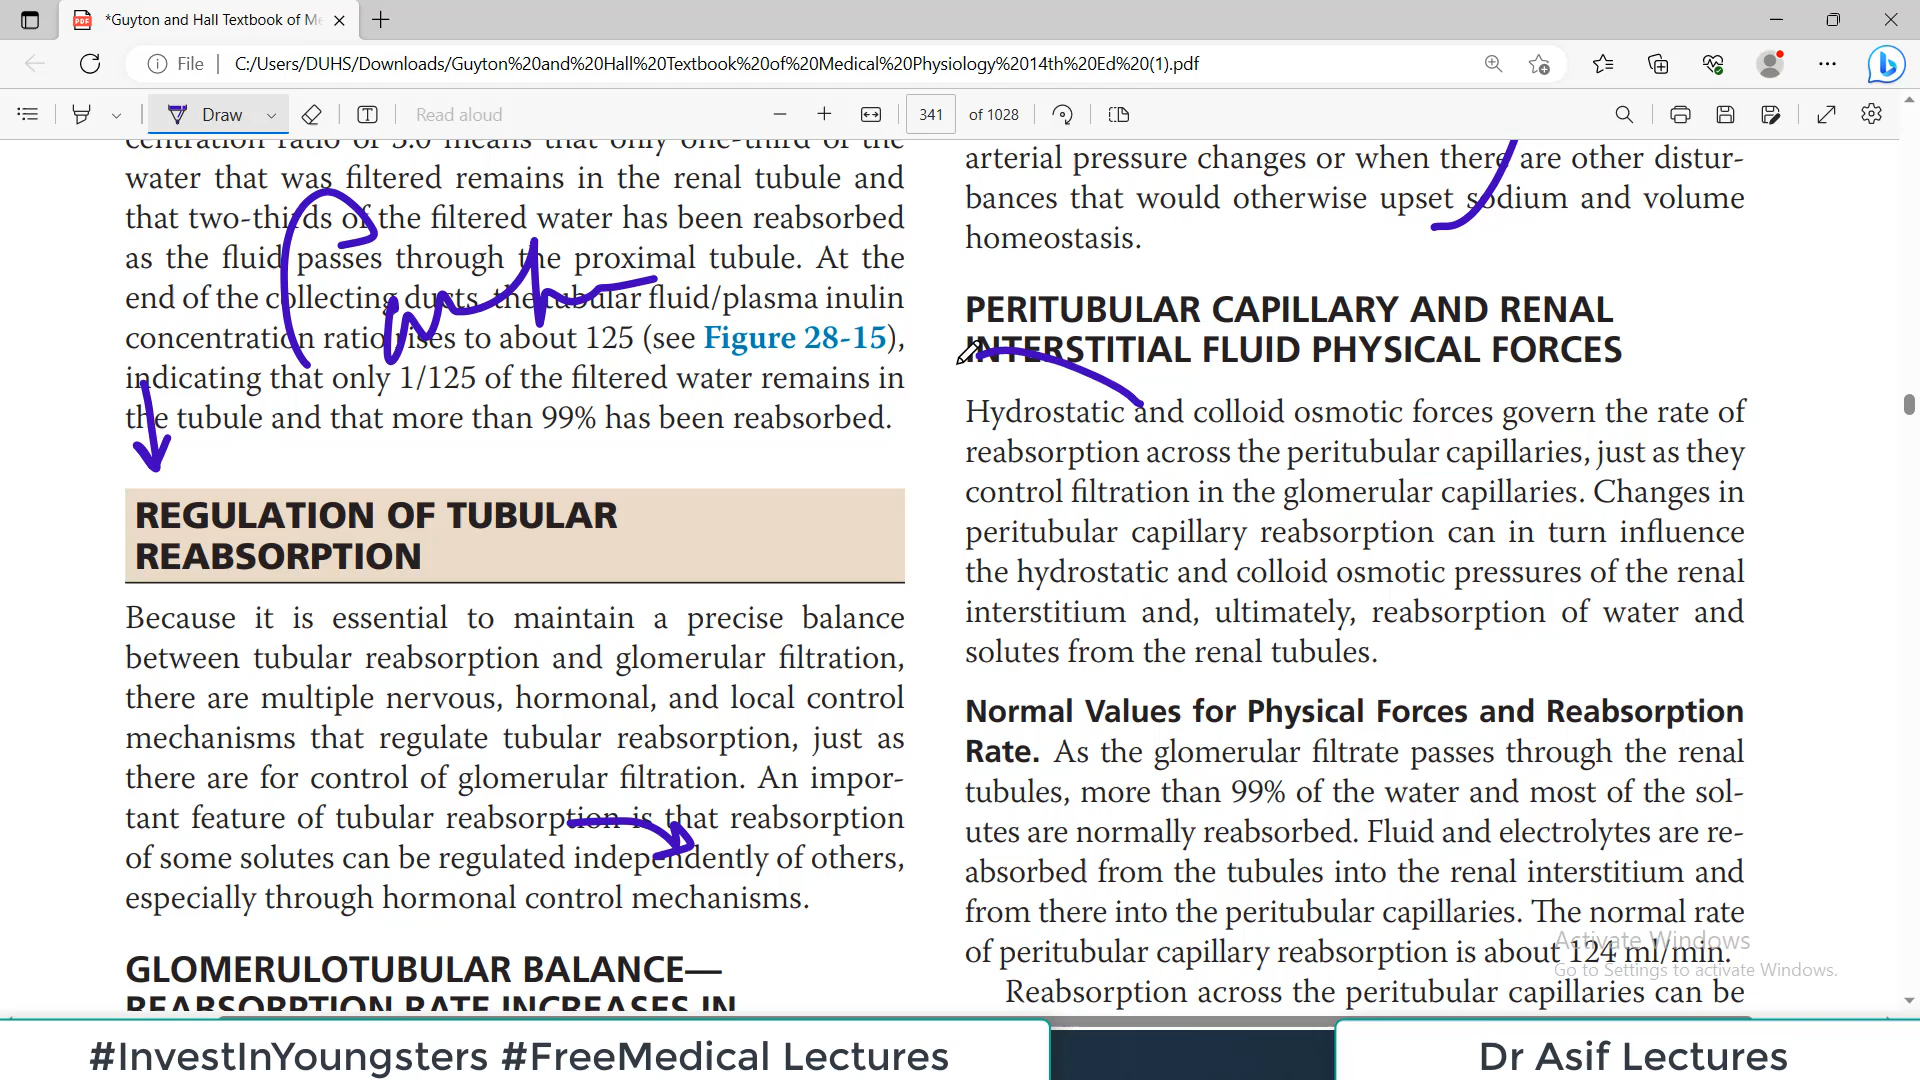 *Guyton and Hall Textbook of Me
File
C:/Users/DUHS/Downloads/Guyton%20and%20Hall%20Textbook%20of%20Medical%20Physiology%2014th%20Ed%20(1).pdf
Draw
Read aloud
341 of 1028
centration ratio of 3.0 means that only one-third of the
water that was filtered remains in the renal tubule and
that two-thirds of the filtered water has been reabsorbed
as the fluid passes through the proximal tubule. At the
end of the collecting ducts, the tubular fluid/plasma inulin
concentration ratio rises to about 125 (see Figure 28-15),
indicating that only 1/125 of the filtered water remains in
the tubule and that more than 99% has been reabsorbed.
REGULATION OF TUBULAR
REABSORPTION
Because it is essential to maintain a precise balance
between tubular reabsorption and glomerular filtration,
there are multiple nervous, hormonal, and local control
mechanisms that regulate tubular reabsorption, just as
there are for control of glomerular filtration. An impor-
tant feature of tubular reabsorption is that reabsorption
of some solutes can be regulated independently of others,
especially through hormonal control mechanisms.
GLOMERULOTUBULAR BALANCE—
REABSORPTION RATE INCREASES IN
arterial pressure changes or when there are other distur-
bances that would otherwise upset sodium and volume
homeostasis.
PERITUBULAR CAPILLARY AND RENAL
INTERSTITIAL FLUID PHYSICAL FORCES
Hydrostatic and colloid osmotic forces govern the rate of
reabsorption across the peritubular capillaries, just as they
control filtration in the glomerular capillaries. Changes in
peritubular capillary reabsorption can in turn influence
the hydrostatic and colloid osmotic pressures of the renal
interstitium and, ultimately, reabsorption of water and
solutes from the renal tubules.
Normal Values for Physical Forces and Reabsorption
Rate. As the glomerular filtrate passes through the renal
tubules, more than 99% of the water and most of the sol-
utes are normally reabsorbed. Fluid and electrolytes are re-
absorbed from the tubules into the renal interstitium and
from there into the peritubular capillaries. The normal rate
of peritubular capillary reabsorption is about 124 ml/min.
Reabsorption across the peritubular capillaries can be
Activate Windows
Go to Settings to activate Windows.
#InvestInYoungsters #FreeMedical Lectures
Dr Asif Lectures